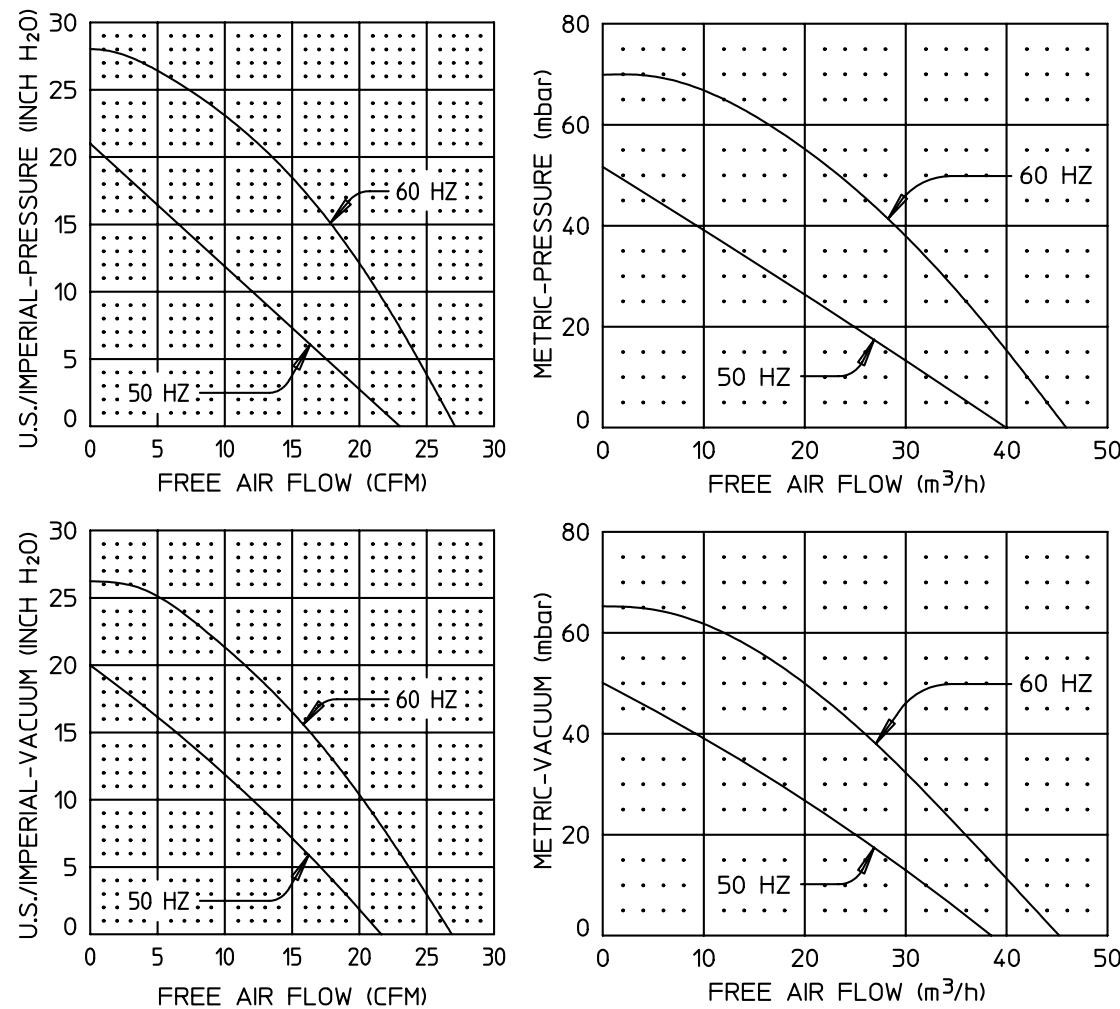 U.S./IMPERIAL-PRESSURE (INCH H₂O)
30
25
20
15
10
5
0
60 HZ
50 HZ
0 5 10 15 20 25 30
FREE AIR FLOW (CFM)
METRIC-PRESSURE (mbar)
80
60
40
20
0
60 HZ
50 HZ
0 10 20 30 40 50
FREE AIR FLOW (m³/h)
U.S./IMPERIAL-VACUUM (INCH H₂O)
30
25
20
15
10
5
0
60 HZ
50 HZ
0 5 10 15 20 25 30
FREE AIR FLOW (CFM)
METRIC-VACUUM (mbar)
80
60
40
20
0
60 HZ
50 HZ
0 10 20 30 40 50
FREE AIR FLOW (m³/h)